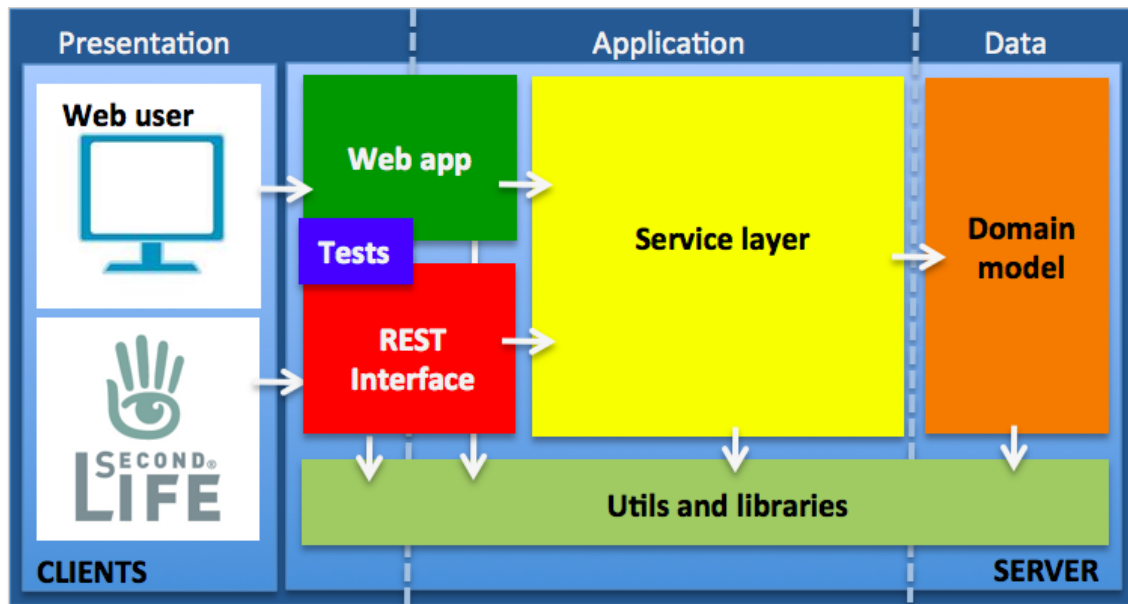 Presentation
Application
Data
Web user
Web app
Tests
REST
Interface
Service layer
Domain
model
SECOND®
LIFE
Utils and libraries
CLIENTS
SERVER